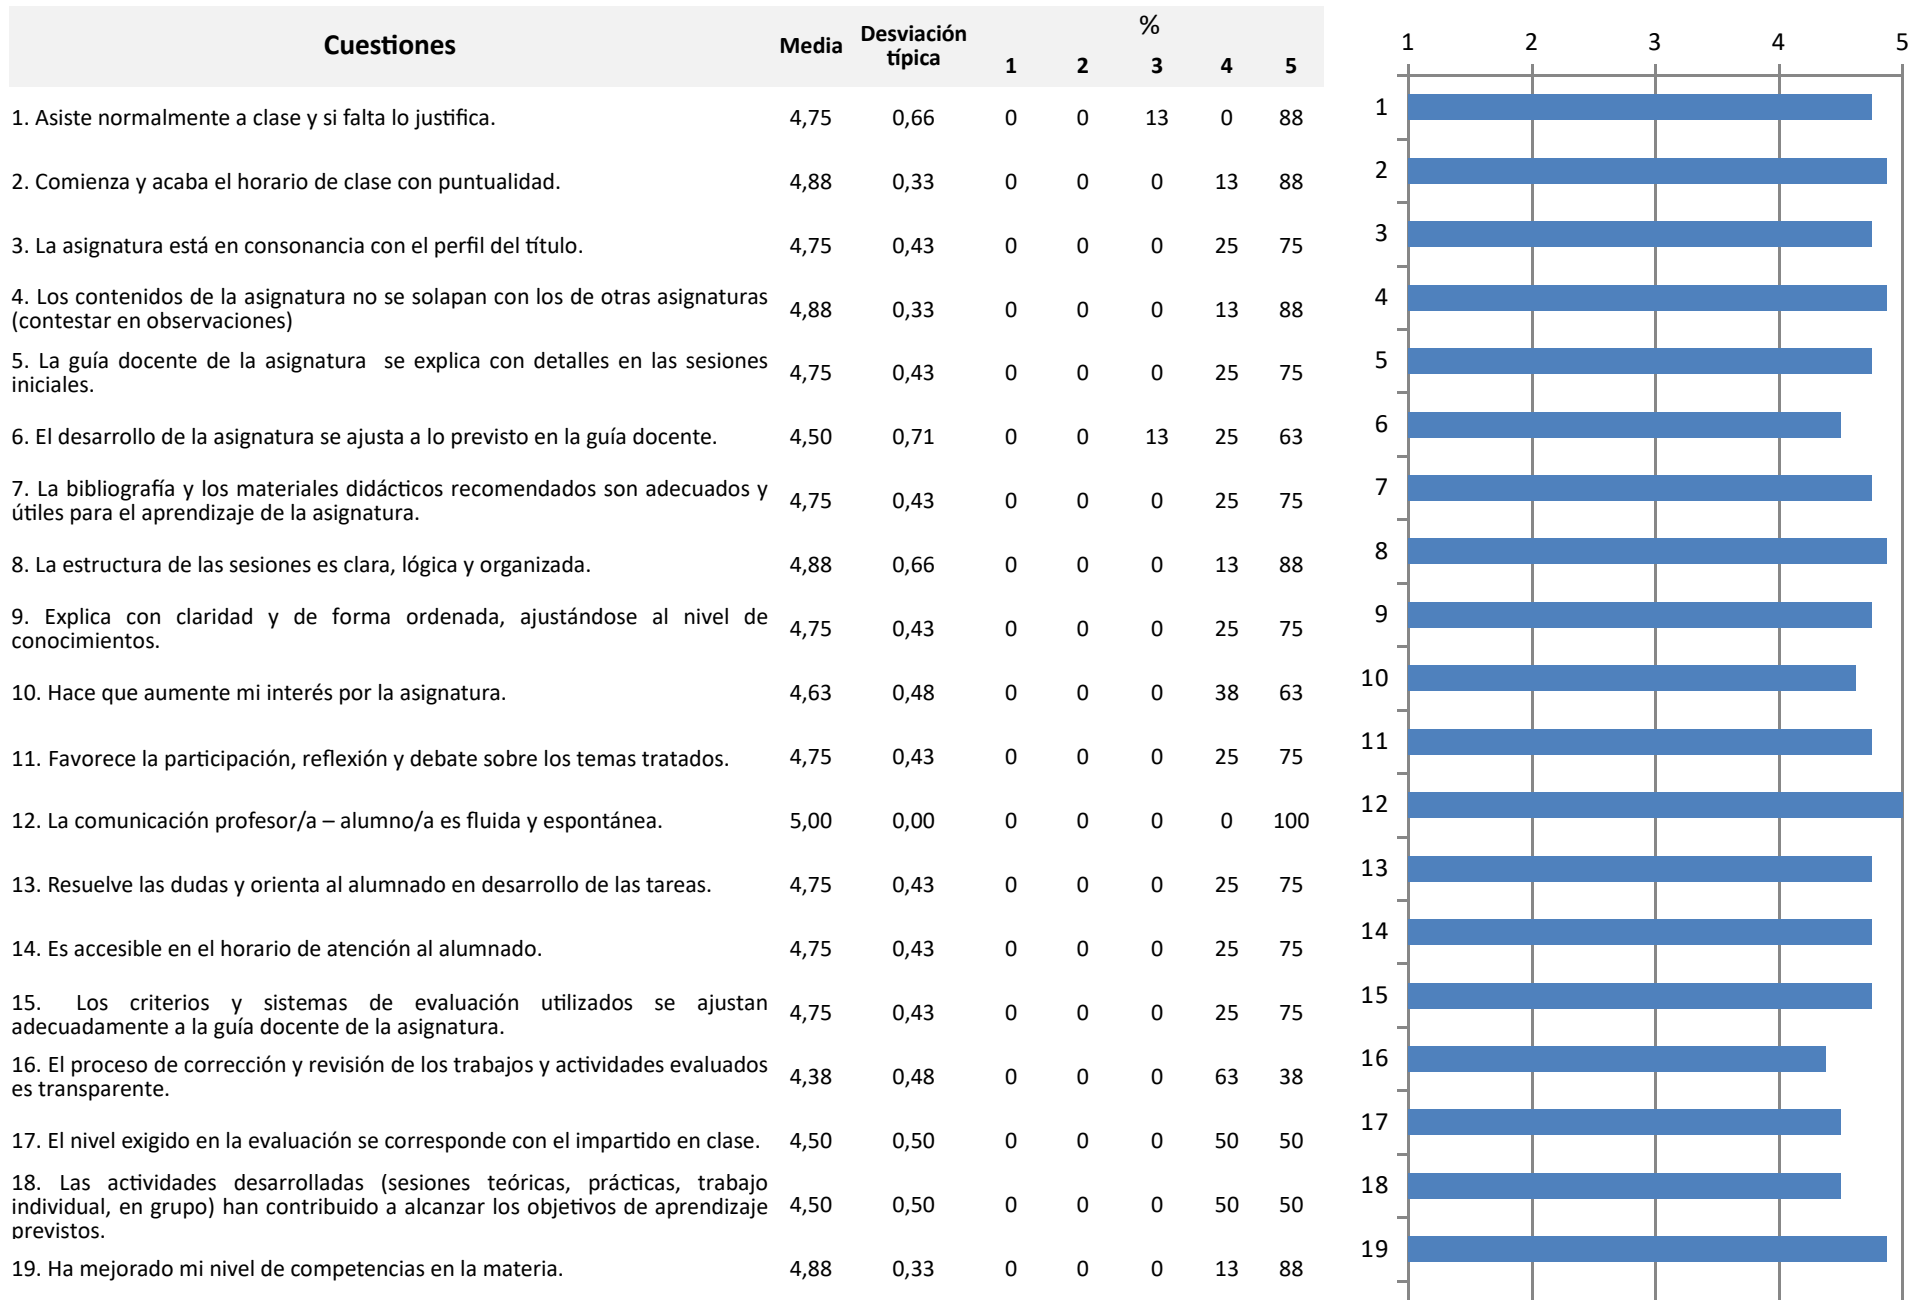 Cuestiones Media Desviación típica %
1 2 3 4 5
1. Asiste normalmente a clase y si falta lo justifica. 4,75 0,66 0 0 13 0 88
2. Comienza y acaba el horario de clase con puntualidad. 4,88 0,33 0 0 0 13 88
3. La asignatura está en consonancia con el perfil del título. 4,75 0,43 0 0 0 25 75
4. Los contenidos de la asignatura no se solapan con los de otras asignaturas
(contestar en observaciones) 4,88 0,33 0 0 0 13 88
5. La guía docente de la asignatura se explica con detalles en las sesiones
iniciales. 4,75 0,43 0 0 0 25 75
6. El desarrollo de la asignatura se ajusta a lo previsto en la guía docente. 4,50 0,71 0 0 13 25 63
7. La bibliografía y los materiales didácticos recomendados son adecuados y
útiles para el aprendizaje de la asignatura. 4,75 0,43 0 0 0 25 75
8. La estructura de las sesiones es clara, lógica y organizada. 4,88 0,66 0 0 0 13 88
9. Explica con claridad y de forma ordenada, ajustándose al nivel de
conocimientos. 4,75 0,43 0 0 0 25 75
10. Hace que aumente mi interés por la asignatura. 4,63 0,48 0 0 0 38 63
11. Favorece la participación, reflexión y debate sobre los temas tratados. 4,75 0,43 0 0 0 25 75
12. La comunicación profesor/a – alumno/a es fluida y espontánea. 5,00 0,00 0 0 0 0 100
13. Resuelve las dudas y orienta al alumnado en desarrollo de las tareas. 4,75 0,43 0 0 0 25 75
14. Es accesible en el horario de atención al alumnado. 4,75 0,43 0 0 0 25 75
15. Los criterios y sistemas de evaluación utilizados se ajustan
adecuadamente a la guía docente de la asignatura. 4,75 0,43 0 0 0 25 75
16. El proceso de corrección y revisión de los trabajos y actividades evaluados
es transparente. 4,38 0,48 0 0 0 63 38
17. El nivel exigido en la evaluación se corresponde con el impartido en clase. 4,50 0,50 0 0 0 50 50
18. Las actividades desarrolladas (sesiones teóricas, prácticas, trabajo
individual, en grupo) han contribuido a alcanzar los objetivos de aprendizaje 4,50 0,50 0 0 0 50 50
previstos.
19. Ha mejorado mi nivel de competencias en la materia. 4,88 0,33 0 0 0 13 88
1 2 3 4 5
1
2
3
4
5
6
7
8
9
10
11
12
13
14
15
16
17
18
19